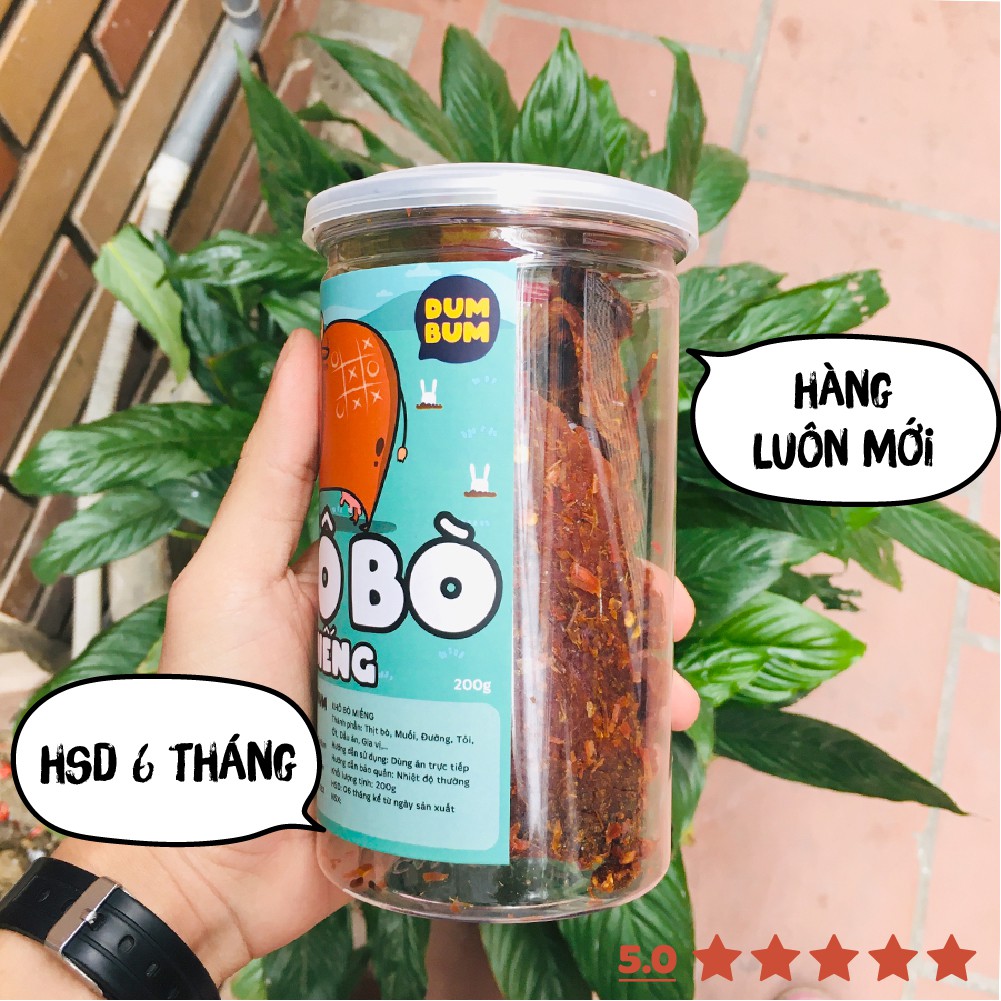 DUM
BUM
HÀNG
LUÔN MỚI
Ô BÒ
IẾNG
200g
HSD 6 THÁNG
KHÔ BÒ MIẾNG
Thành phần: Thịt bò, Muối, Đường, Tỏi,
Ớt, Dầu ăn, Gia vị,...
Hướng dẫn sử dụng: Dùng ăn trực tiếp
Hướng dẫn bảo quản: Nhiệt độ thường
Khối lượng tịnh: 200g
HSD: 06 tháng kể từ ngày sản xuất
NSX:
5.0